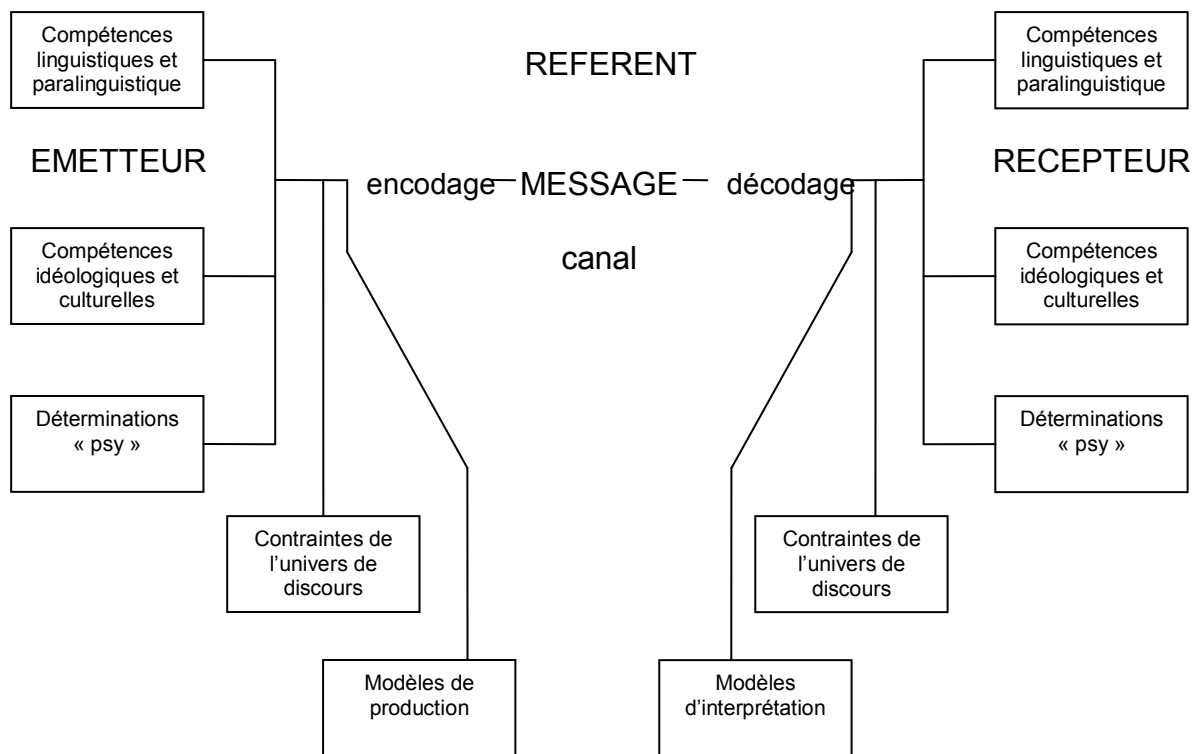 Compétences
linguistiques et
paralinguistique
REFERENT
Compétences
linguistiques et
paralinguistique
EMETTEUR
RECEPTEUR
encodage
MESSAGE
décodage
canal
Compétences
idéologiques et
culturelles
Compétences
idéologiques et
culturelles
Déterminations
« psy »
Déterminations
« psy »
Contraintes de
l’univers de
discours
Contraintes de
l’univers de
discours
Modèles de
production
Modèles
d’interprétation